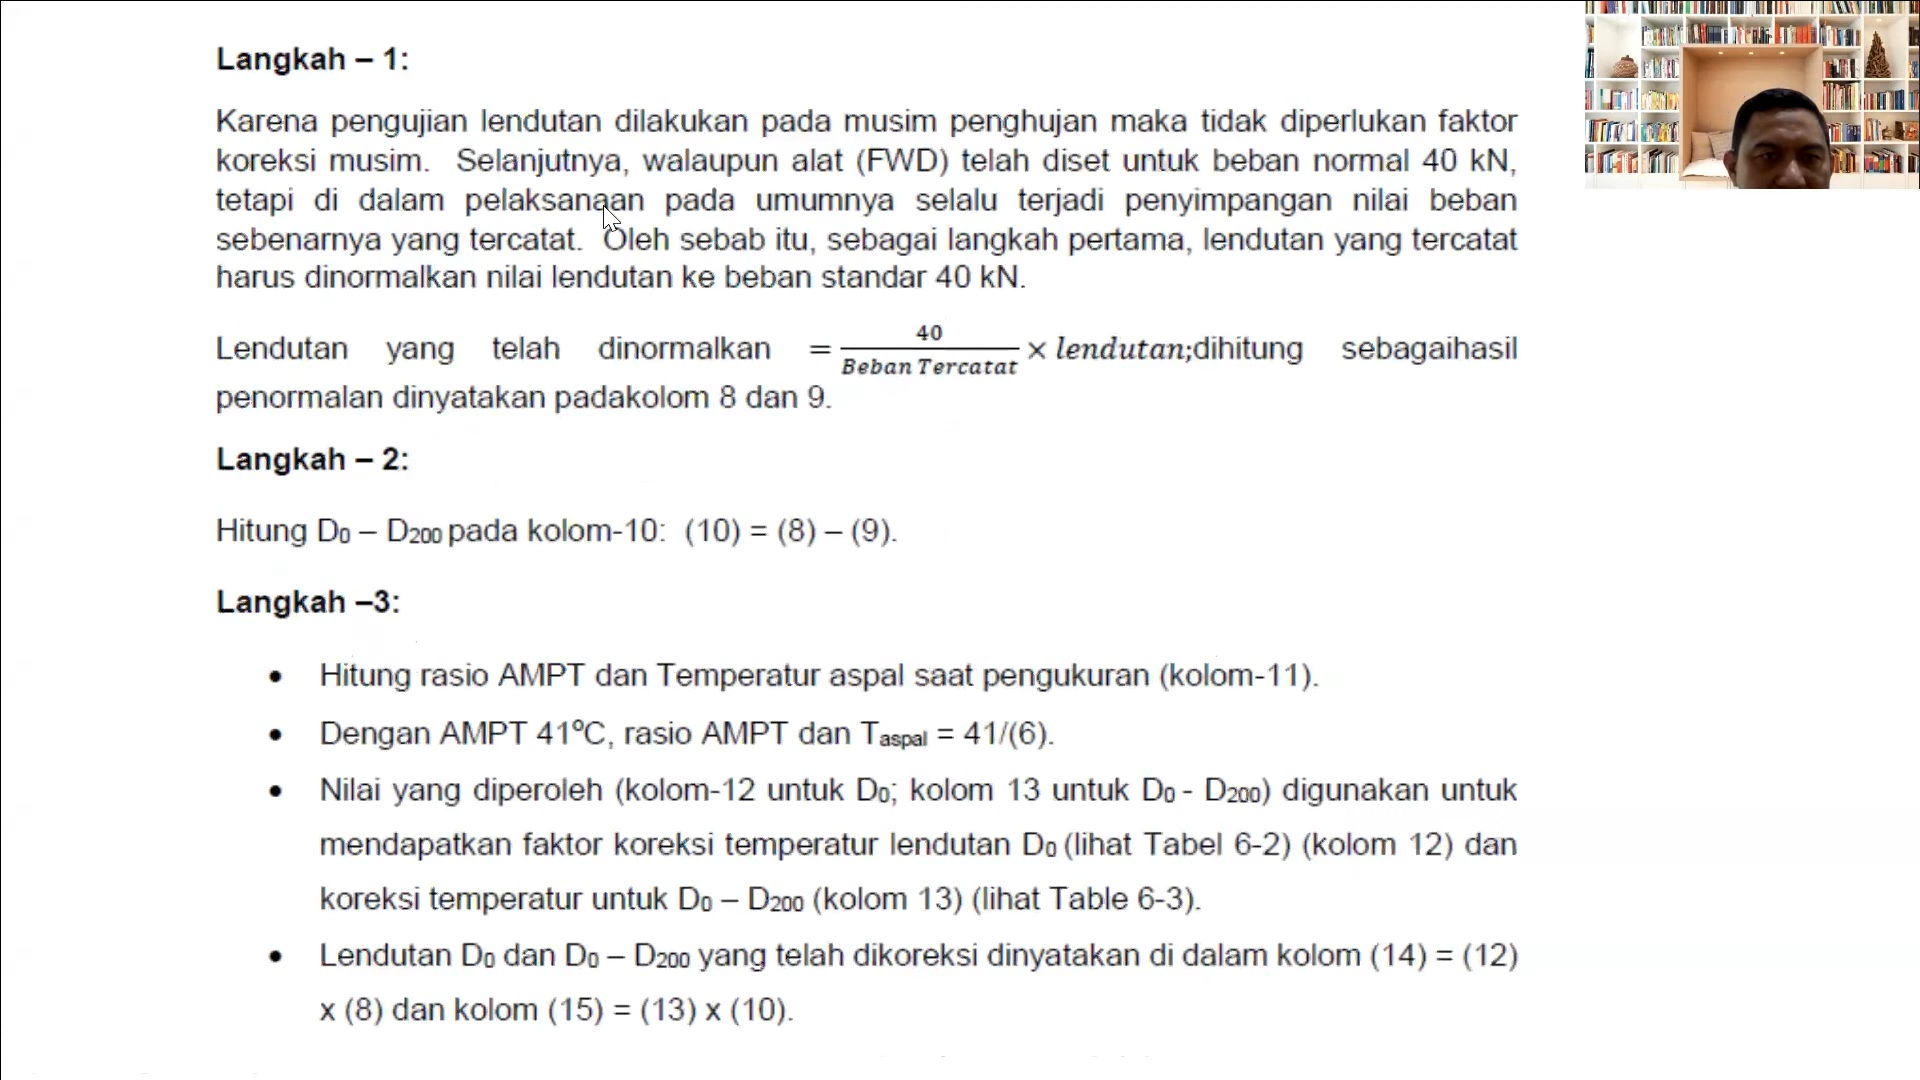 Langkah – 1:
Karena pengujian lendutan dilakukan pada musim penghujan maka tidak diperlukan faktor
koreksi musim. Selanjutnya, walaupun alat (FWD) telah diset untuk beban normal 40 kN,
tetapi di dalam pelaksanaan pada umumnya selalu terjadi penyimpangan nilai beban
sebenarnya yang tercatat. Oleh sebab itu, sebagai langkah pertama, lendutan yang tercatat
harus dinormalkan nilai lendutan ke beban standar 40 kN.
Lendutan yang telah dinormalkan = 40 / Beban Tercatat × lendutan;dihitung sebagaihasil
penormalan dinyatakan padakolom 8 dan 9.
Langkah – 2:
Hitung D₀ – D₂₀₀ pada kolom-10: (10) = (8) – (9).
Langkah –3:
• Hitung rasio AMPT dan Temperatur aspal saat pengukuran (kolom-11).
• Dengan AMPT 41⁰C, rasio AMPT dan Taspal = 41/(6).
• Nilai yang diperoleh (kolom-12 untuk D₀; kolom 13 untuk D₀ - D₂₀₀) digunakan untuk
mendapatkan faktor koreksi temperatur lendutan D₀ (lihat Tabel 6-2) (kolom 12) dan
koreksi temperatur untuk D₀ – D₂₀₀ (kolom 13) (lihat Table 6-3).
• Lendutan D₀ dan D₀ – D₂₀₀ yang telah dikoreksi dinyatakan di dalam kolom (14) = (12)
x (8) dan kolom (15) = (13) x (10).